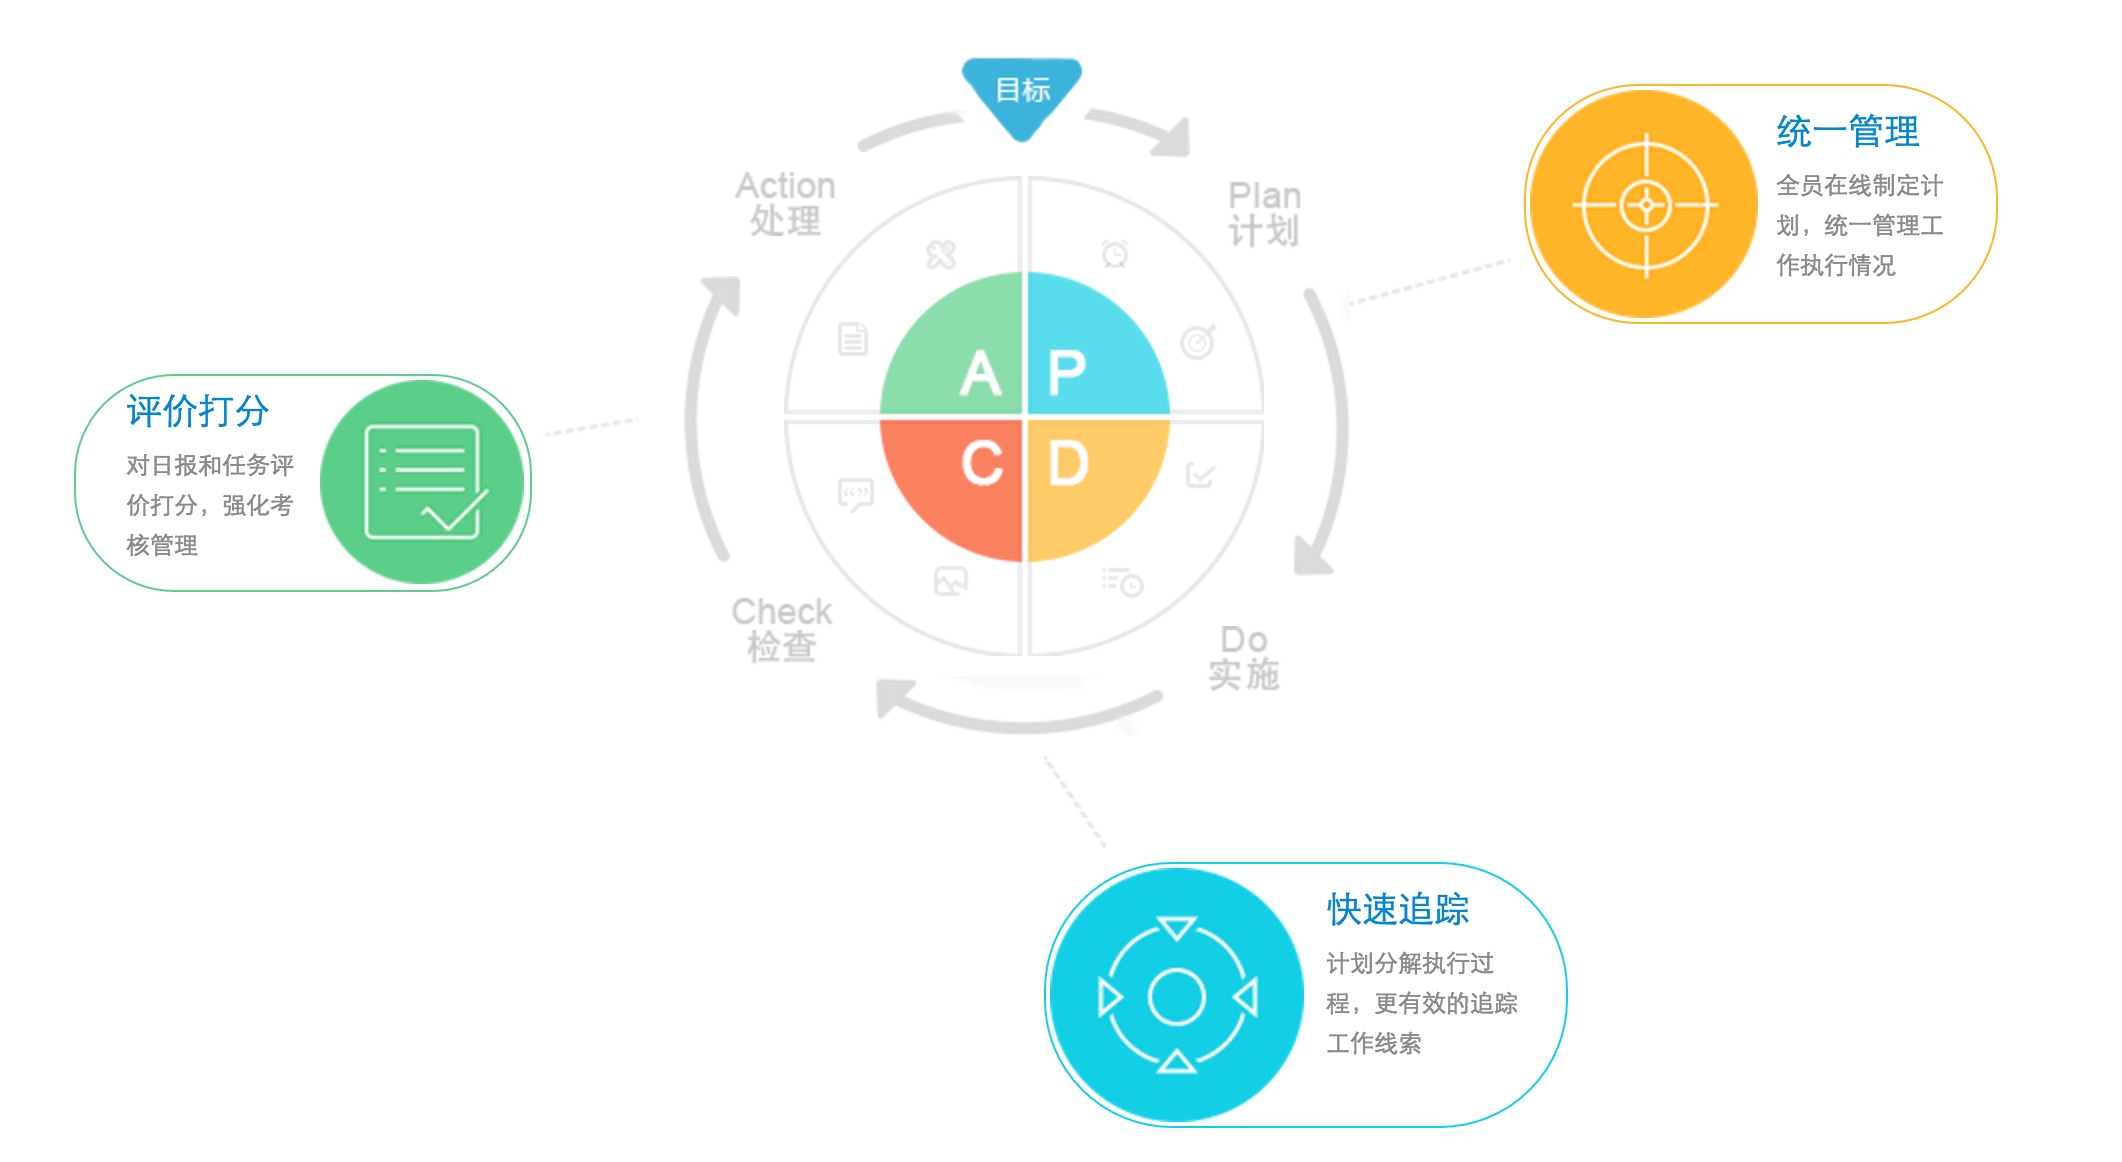 目标
Action
处理
Plan
计划
A
P
C
D
Check
检查
Do
实施
统一管理
全员在线制定计
划，统一管理工
作执行情况
评价打分
对日报和任务评
价打分，强化考
核管理
快速追踪
计划分解执行过
程，更有效的追踪
工作线索